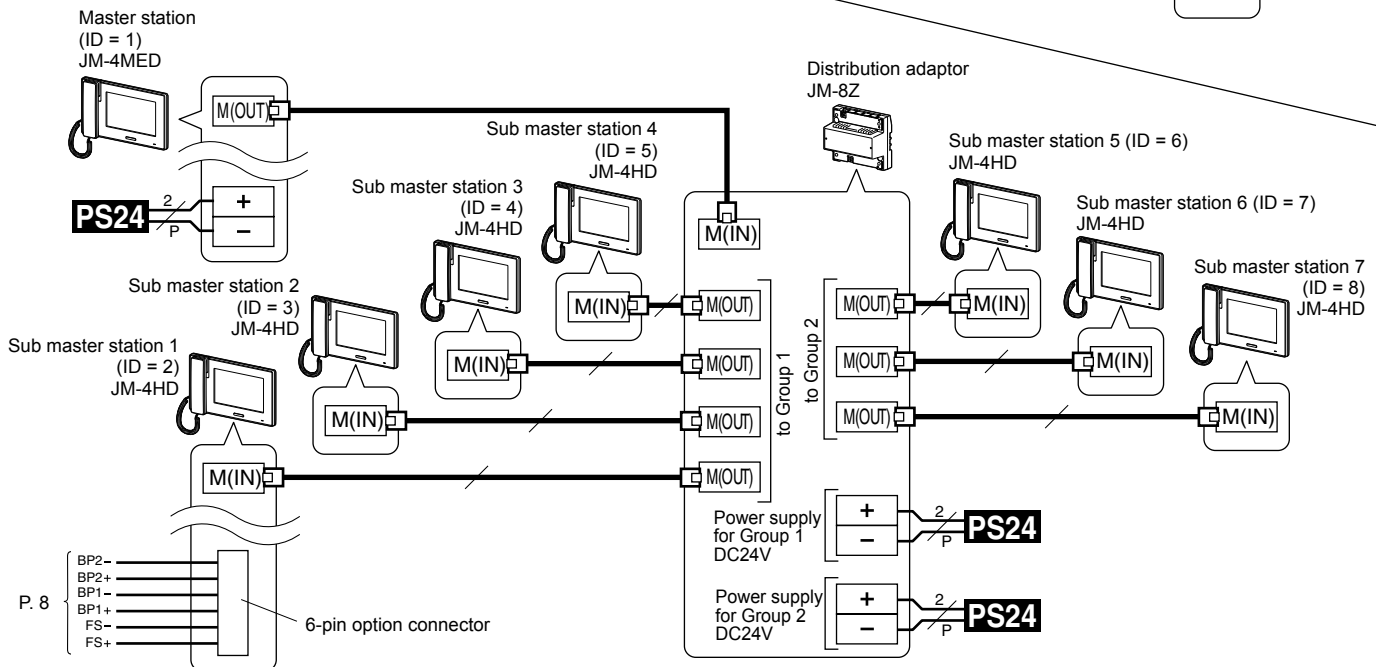 Master station
(ID = 1)
JM-4MED
M(OUT)
PS24
2
P
+
−
Distribution adaptor
JM-8Z
Sub master station 4
(ID = 5)
JM-4HD
M(IN)
Sub master station 3
(ID = 4)
JM-4HD
M(IN)
Sub master station 2
(ID = 3)
JM-4HD
M(IN)
Sub master station 1
(ID = 2)
JM-4HD
M(IN)
M(IN)
M(OUT)
M(OUT)
M(OUT)
M(OUT)
to Group 1
to Group 2
M(OUT)
M(OUT)
M(OUT)
Sub master station 5 (ID = 6)
JM-4HD
M(IN)
Sub master station 6 (ID = 7)
JM-4HD
M(IN)
Sub master station 7
(ID = 8)
JM-4HD
M(IN)
Power supply
for Group 1
DC24V
+
−
2
P
PS24
Power supply
for Group 2
DC24V
+
−
2
P
PS24
P. 8
BP2−
BP2+
BP1−
BP1+
FS−
FS+
6-pin option connector